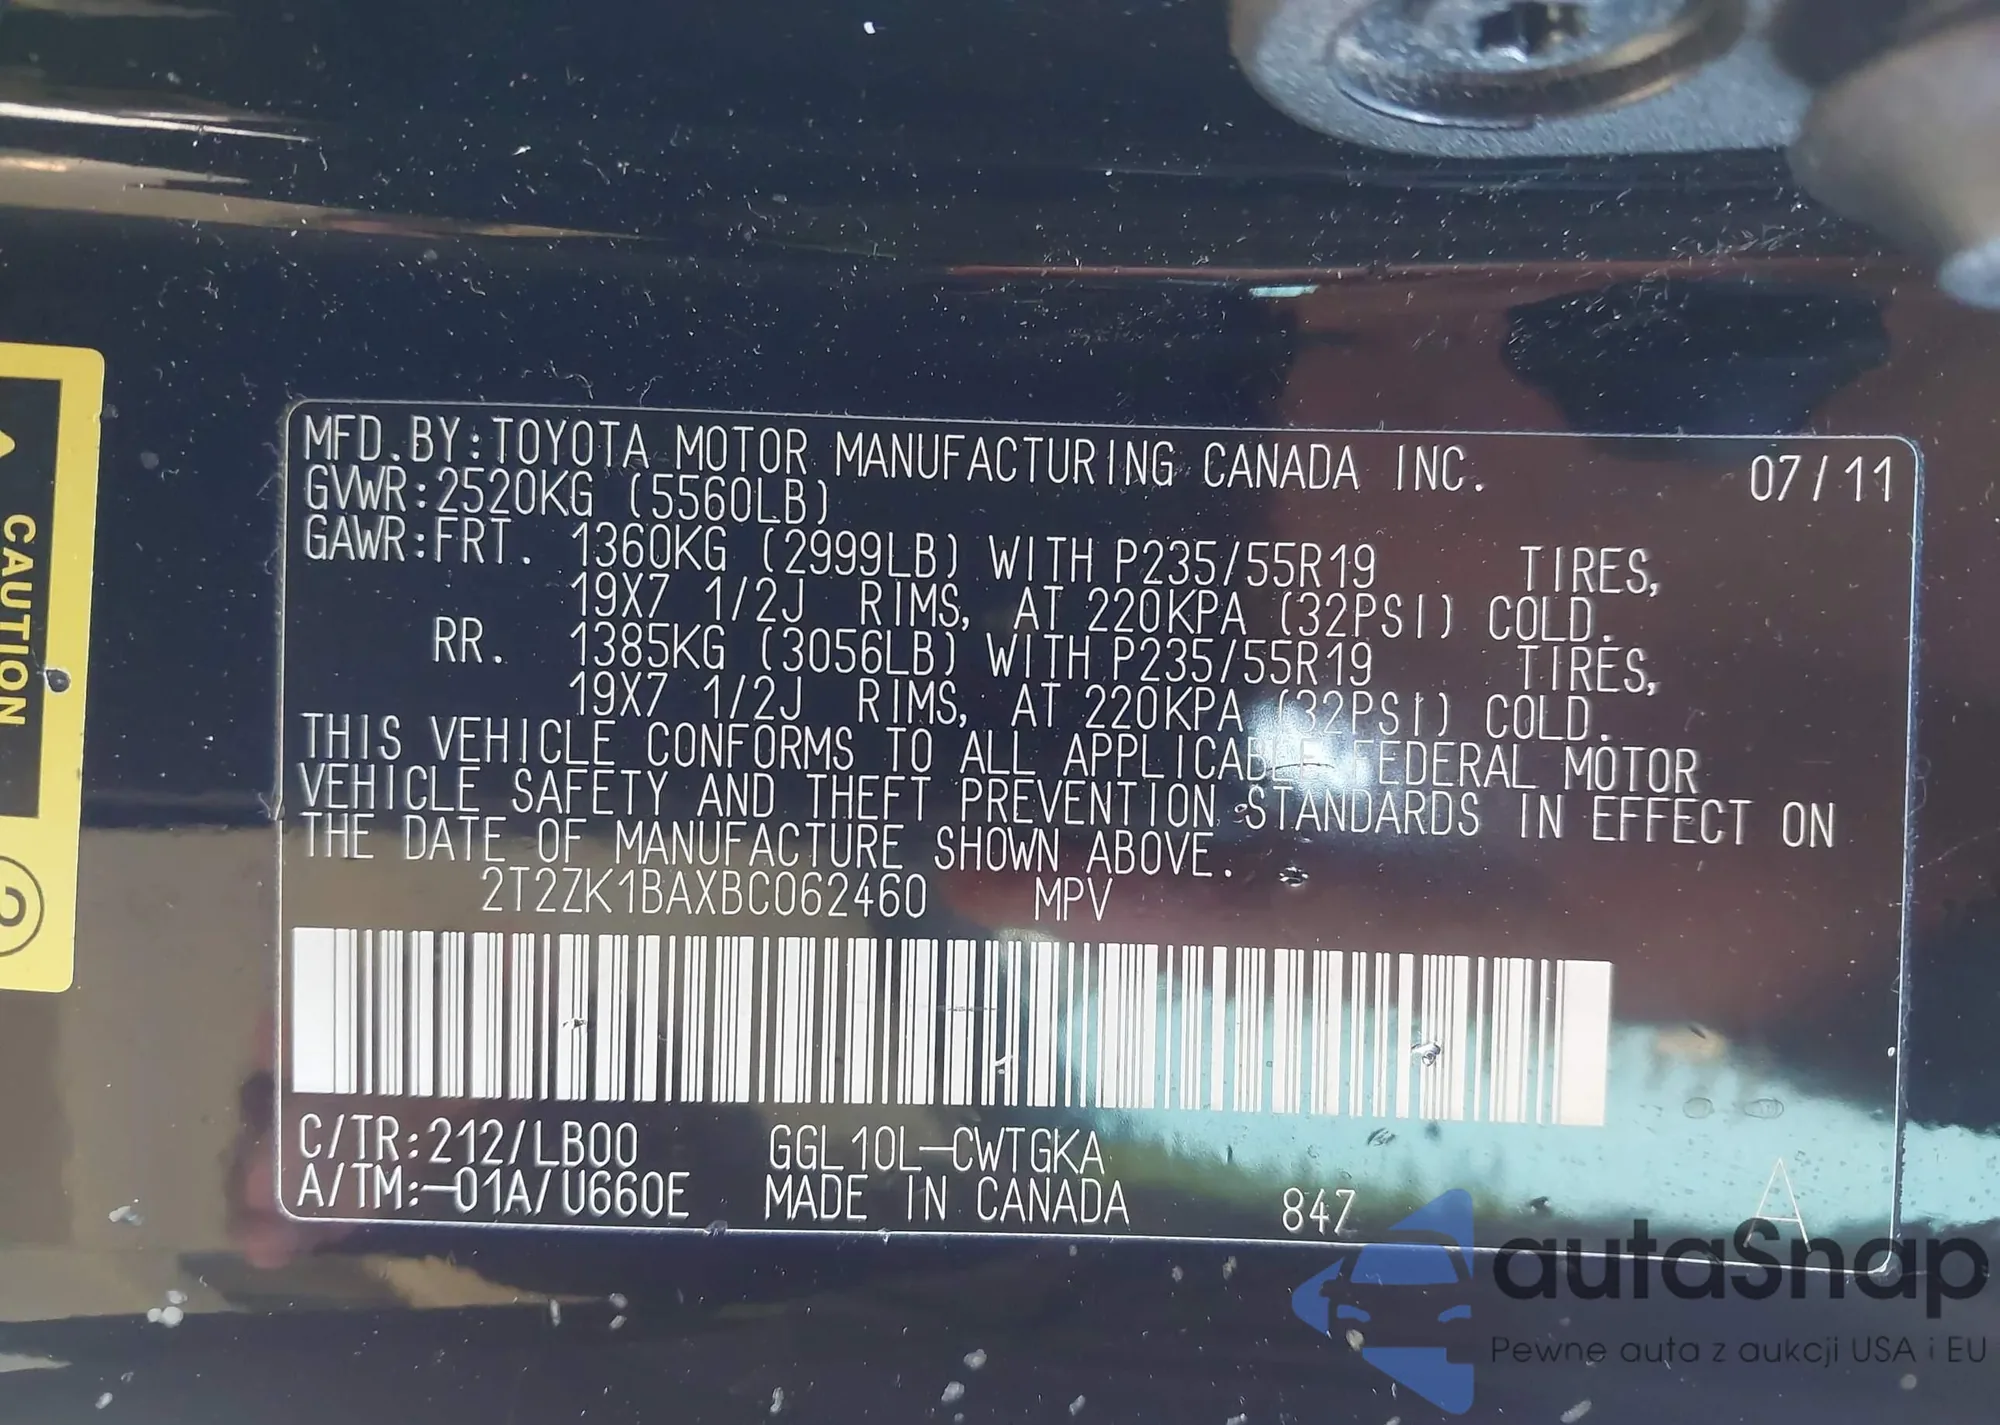 MFD.BY:TOYOTA MOTOR MANUFACTURING CANADA INC. 07/11
GVWR:2520KG (5560LB)
GAWR:FRT. 1360KG (2999LB) WITH P235/55R19 TIRES,
19X7 1/2J RIMS, AT 220KPA (32PSI) COLD.
RR. 1385KG (3056LB) WITH P235/55R19 TIRES,
19X7 1/2J RIMS, AT 220KPA (32PSI) COLD.
THIS VEHICLE CONFORMS TO ALL APPLICABLE FEDERAL MOTOR
VEHICLE SAFETY AND THEFT PREVENTION STANDARDS IN EFFECT ON
THE DATE OF MANUFACTURE SHOWN ABOVE.
2T2ZK1BAXBC062460 MPV
C/TR:212/LB00 GGL10L-CWTGKA
A/TM:-01A/U660E MADE IN CANADA 847 A
CAUTION
autaSnap
Pewne auta z aukcji USA i EU